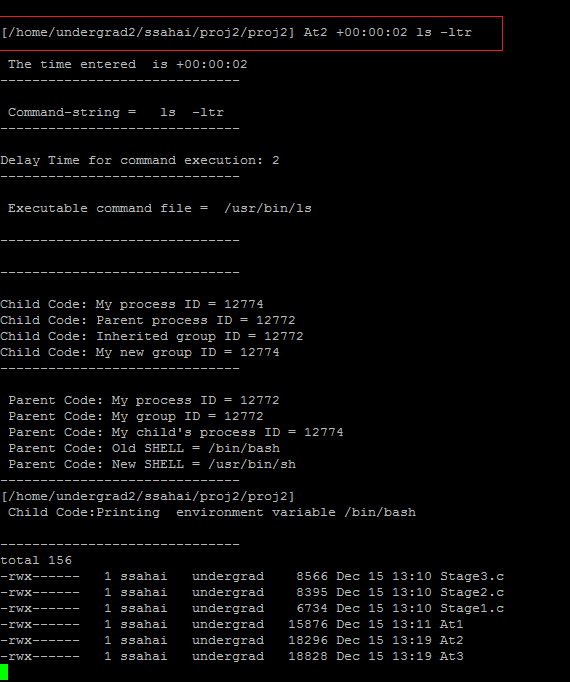 [/home/undergrad2/ssahai/proj2/proj2] At2 +00:00:02 ls -ltr
The time entered  is +00:00:02
------------------------------
Command-string =   ls  -ltr
------------------------------
Delay Time for command execution: 2
------------------------------
Executable command file =  /usr/bin/ls
------------------------------
------------------------------
Child Code: My process ID = 12774
Child Code: Parent process ID = 12772
Child Code: Inherited group ID = 12772
Child Code: My new group ID = 12774
------------------------------
Parent Code: My process ID = 12772
Parent Code: My group ID = 12772
Parent Code: My child's process ID = 12774
Parent Code: Old SHELL = /bin/bash
Parent Code: New SHELL = /usr/bin/sh
------------------------------
[/home/undergrad2/ssahai/proj2/proj2]
Child Code:Printing  environment variable /bin/bash
------------------------------
total 156
-rwx------   1 ssahai   undergrad    8566 Dec 15 13:10 Stage3.c
-rwx------   1 ssahai   undergrad    8395 Dec 15 13:10 Stage2.c
-rwx------   1 ssahai   undergrad    6734 Dec 15 13:10 Stage1.c
-rwx------   1 ssahai   undergrad   15876 Dec 15 13:11 At1
-rwx------   1 ssahai   undergrad   18296 Dec 15 13:19 At2
-rwx------   1 ssahai   undergrad   18828 Dec 15 13:19 At3